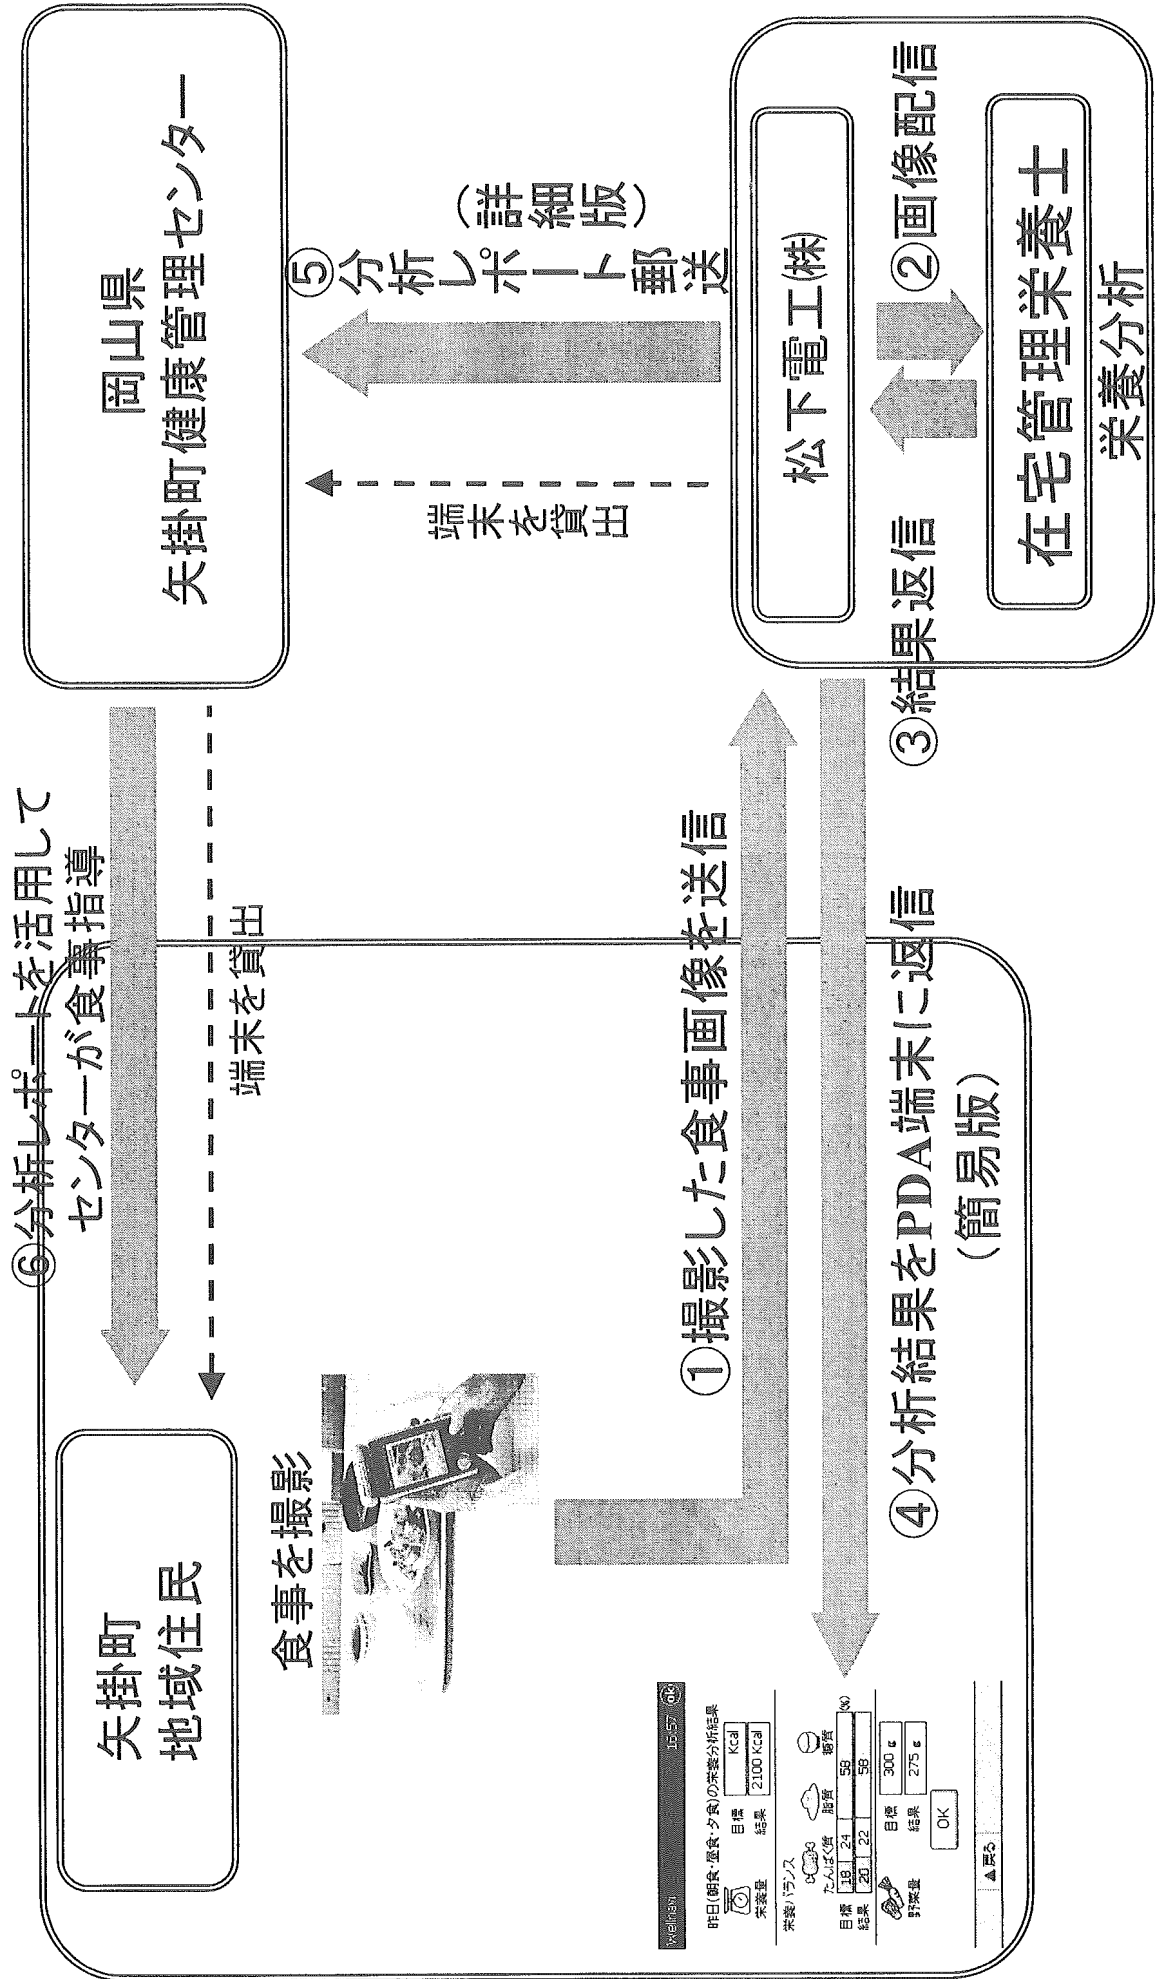 矢掛町
地域住民
⑥分析レポートを活用して
センターが食事指導
端末を貸出
岡山県
矢掛町健康管理センター
食事を撮影
①撮影した食事画像を送信
端末を貸出
⑤分析レポート郵送
(詳細版)
松下電工(株)
②画像配信
③結果返信
在宅管理栄養士
栄養分析
④分析結果をPDA端末に返信
(簡易版)
wellnavi 16:57 ok
昨日(朝食・昼食・夕食)の栄養分析結果
目標 Kcal
結果 2100 Kcal
栄養量
栄養バランス
たんぱく質 脂質 糖質
目標 18 24 58 (%)
結果 20 22 58
目標 300 g
結果 275 g
野菜量
OK
▲戻る